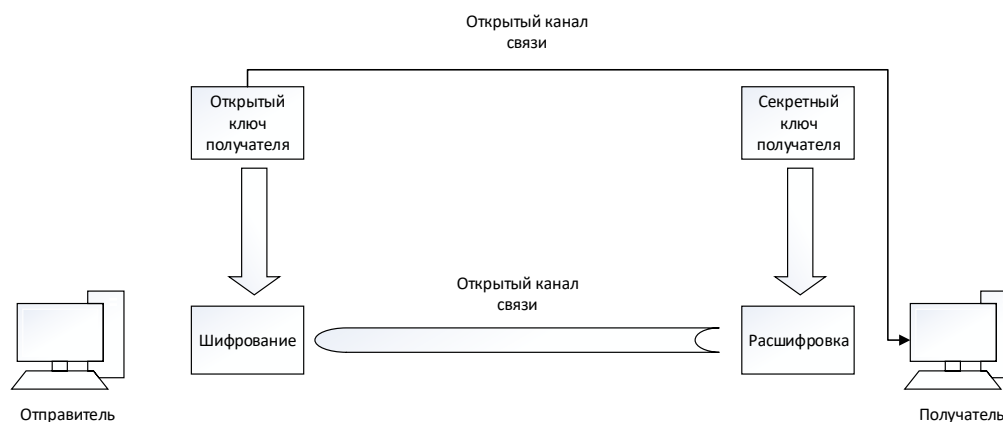 Открытый канал
связи
Открытый
ключ
получателя
Секретный
ключ
получателя
Открытый канал
связи
Шифрование
Расшифровка
Отправитель
Получатель